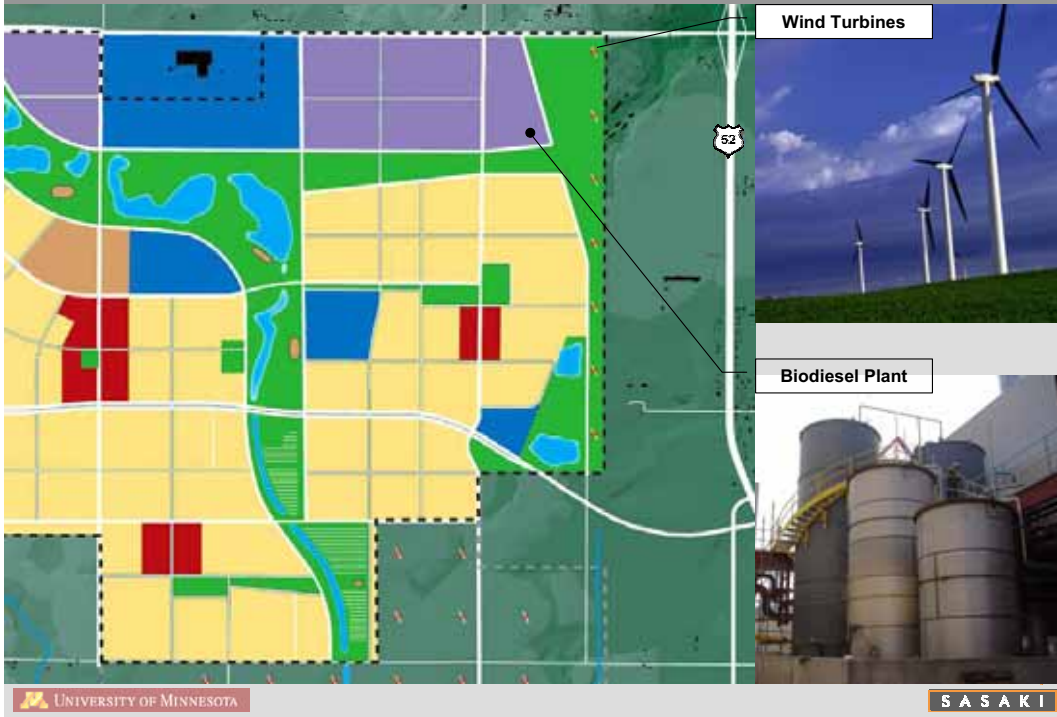 Wind Turbines
52
Biodiesel Plant
UNIVERSITY OF MINNESOTA
SASAKI